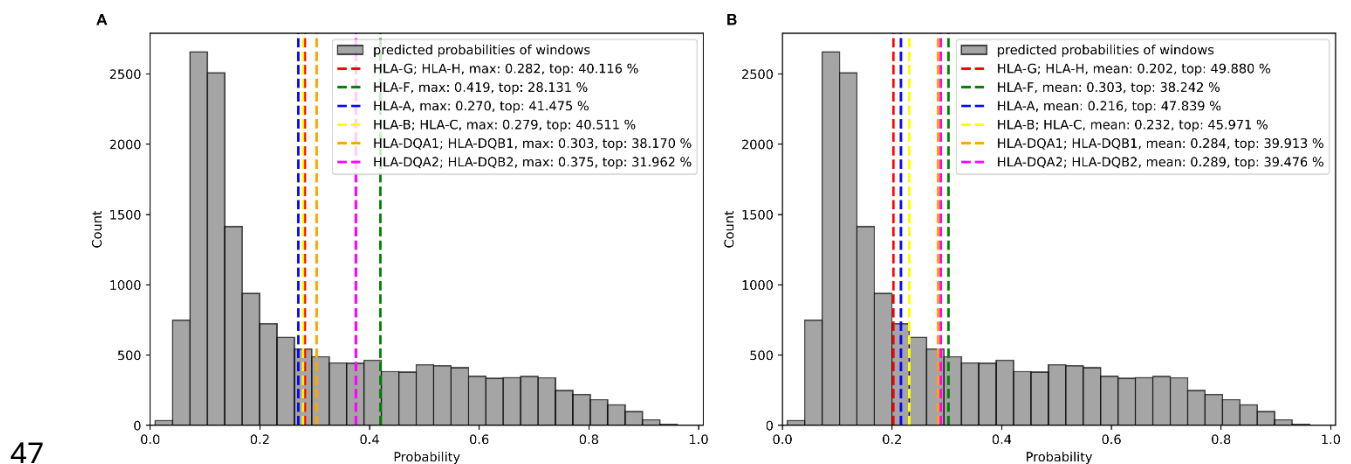 A
predicted probabilities of windows
HLA-G; HLA-H, max: 0.282, top: 40.116 %
HLA-F, max: 0.419, top: 28.131 %
HLA-A, max: 0.270, top: 41.475 %
HLA-B; HLA-C, max: 0.279, top: 40.511 %
HLA-DQA1; HLA-DQB1, max: 0.303, top: 38.170 %
HLA-DQA2; HLA-DQB2, max: 0.375, top: 31.962 %
2500
2000
1500
1000
500
0
Count
0.0 0.2 0.4 0.6 0.8 1.0
Probability
B
predicted probabilities of windows
HLA-G; HLA-H, mean: 0.202, top: 49.880 %
HLA-F, mean: 0.303, top: 38.242 %
HLA-A, mean: 0.216, top: 47.839 %
HLA-B; HLA-C, mean: 0.232, top: 45.971 %
HLA-DQA1; HLA-DQB1, mean: 0.284, top: 39.913 %
HLA-DQA2; HLA-DQB2, mean: 0.289, top: 39.476 %
2500
2000
1500
1000
500
0
Count
0.0 0.2 0.4 0.6 0.8 1.0
Probability
47